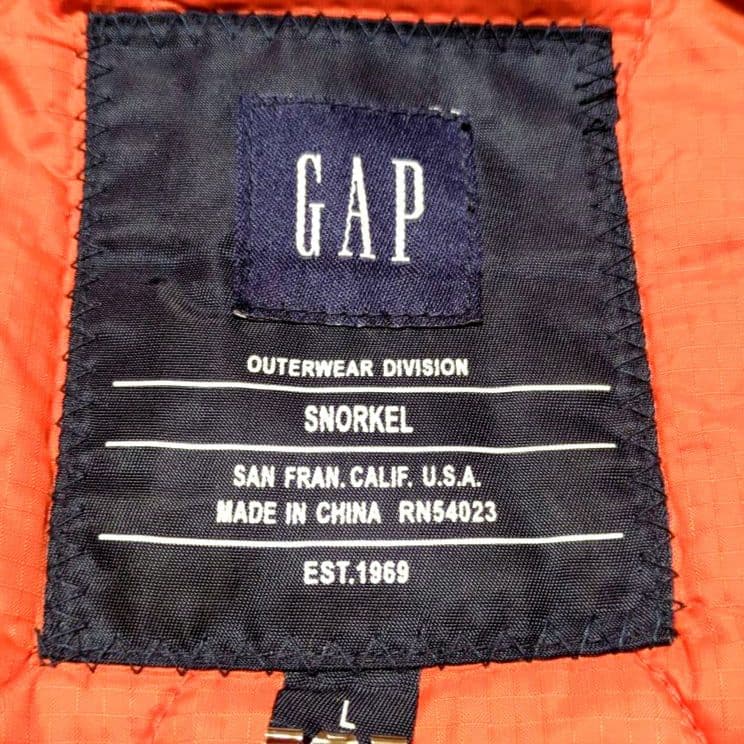 GAP
OUTERWEAR DIVISION
SNORKEL
SAN FRAN. CALIF. U.S.A.
MADE IN CHINA RN54023
EST.1969
L